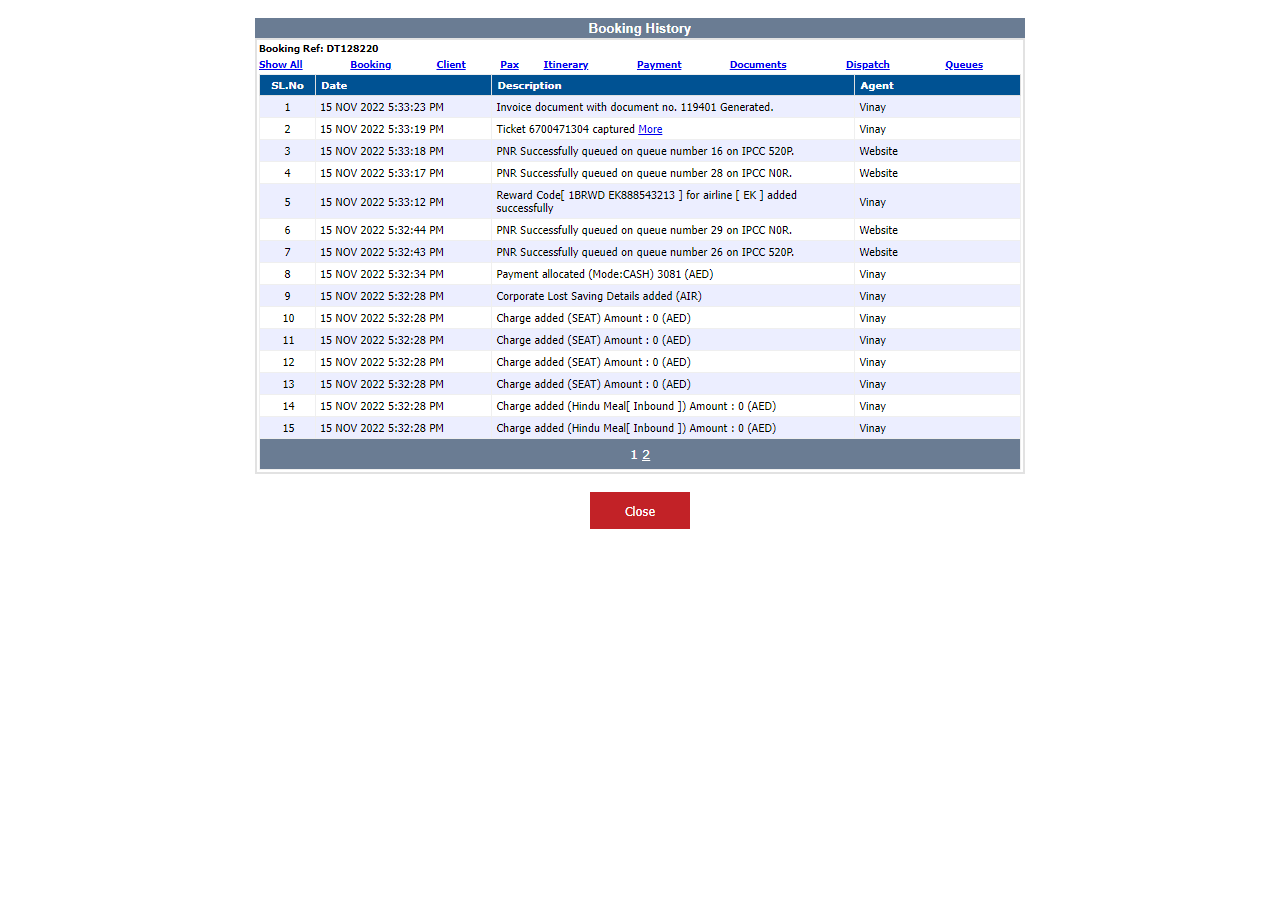 Booking History
Booking Ref: DT128220
Show All Booking Client Pax Itinerary Payment Documents Dispatch Queues
SL.No Date Description Agent
1 15 NOV 2022 5:33:23 PM Invoice document with document no. 119401 Generated. Vinay
2 15 NOV 2022 5:33:19 PM Ticket 6700471304 captured More Vinay
3 15 NOV 2022 5:33:18 PM PNR Successfully queued on queue number 16 on IPCC 520P. Website
4 15 NOV 2022 5:33:17 PM PNR Successfully queued on queue number 28 on IPCC N0R. Website
5 15 NOV 2022 5:33:12 PM Reward Code[ 1BRWD EK888543213 ] for airline [ EK ] added successfully Vinay
6 15 NOV 2022 5:32:44 PM PNR Successfully queued on queue number 29 on IPCC N0R. Website
7 15 NOV 2022 5:32:43 PM PNR Successfully queued on queue number 26 on IPCC 520P. Website
8 15 NOV 2022 5:32:34 PM Payment allocated (Mode:CASH) 3081 (AED) Vinay
9 15 NOV 2022 5:32:28 PM Corporate Lost Saving Details added (AIR) Vinay
10 15 NOV 2022 5:32:28 PM Charge added (SEAT) Amount : 0 (AED) Vinay
11 15 NOV 2022 5:32:28 PM Charge added (SEAT) Amount : 0 (AED) Vinay
12 15 NOV 2022 5:32:28 PM Charge added (SEAT) Amount : 0 (AED) Vinay
13 15 NOV 2022 5:32:28 PM Charge added (SEAT) Amount : 0 (AED) Vinay
14 15 NOV 2022 5:32:28 PM Charge added (Hindu Meal[ Inbound ]) Amount : 0 (AED) Vinay
15 15 NOV 2022 5:32:28 PM Charge added (Hindu Meal[ Inbound ]) Amount : 0 (AED) Vinay
1 2
Close